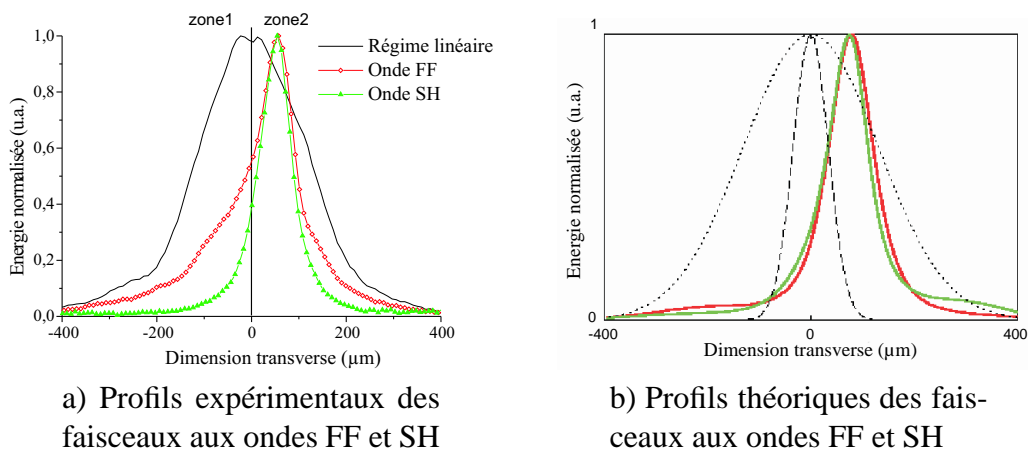 zone1 zone2
1,0
0,8
0,6
0,4
0,2
0,0
Energie normalisée (u.a.)
-400 -200 0 200 400
Dimension transverse (µm)
Régime linéaire
Onde FF
Onde SH
a) Profils expérimentaux des
faisceaux aux ondes FF et SH
1
0
Energie normalisée (u.a.)
-400 0 400
Dimension transverse (µm)
b) Profils théoriques des fais-
ceaux aux ondes FF et SH